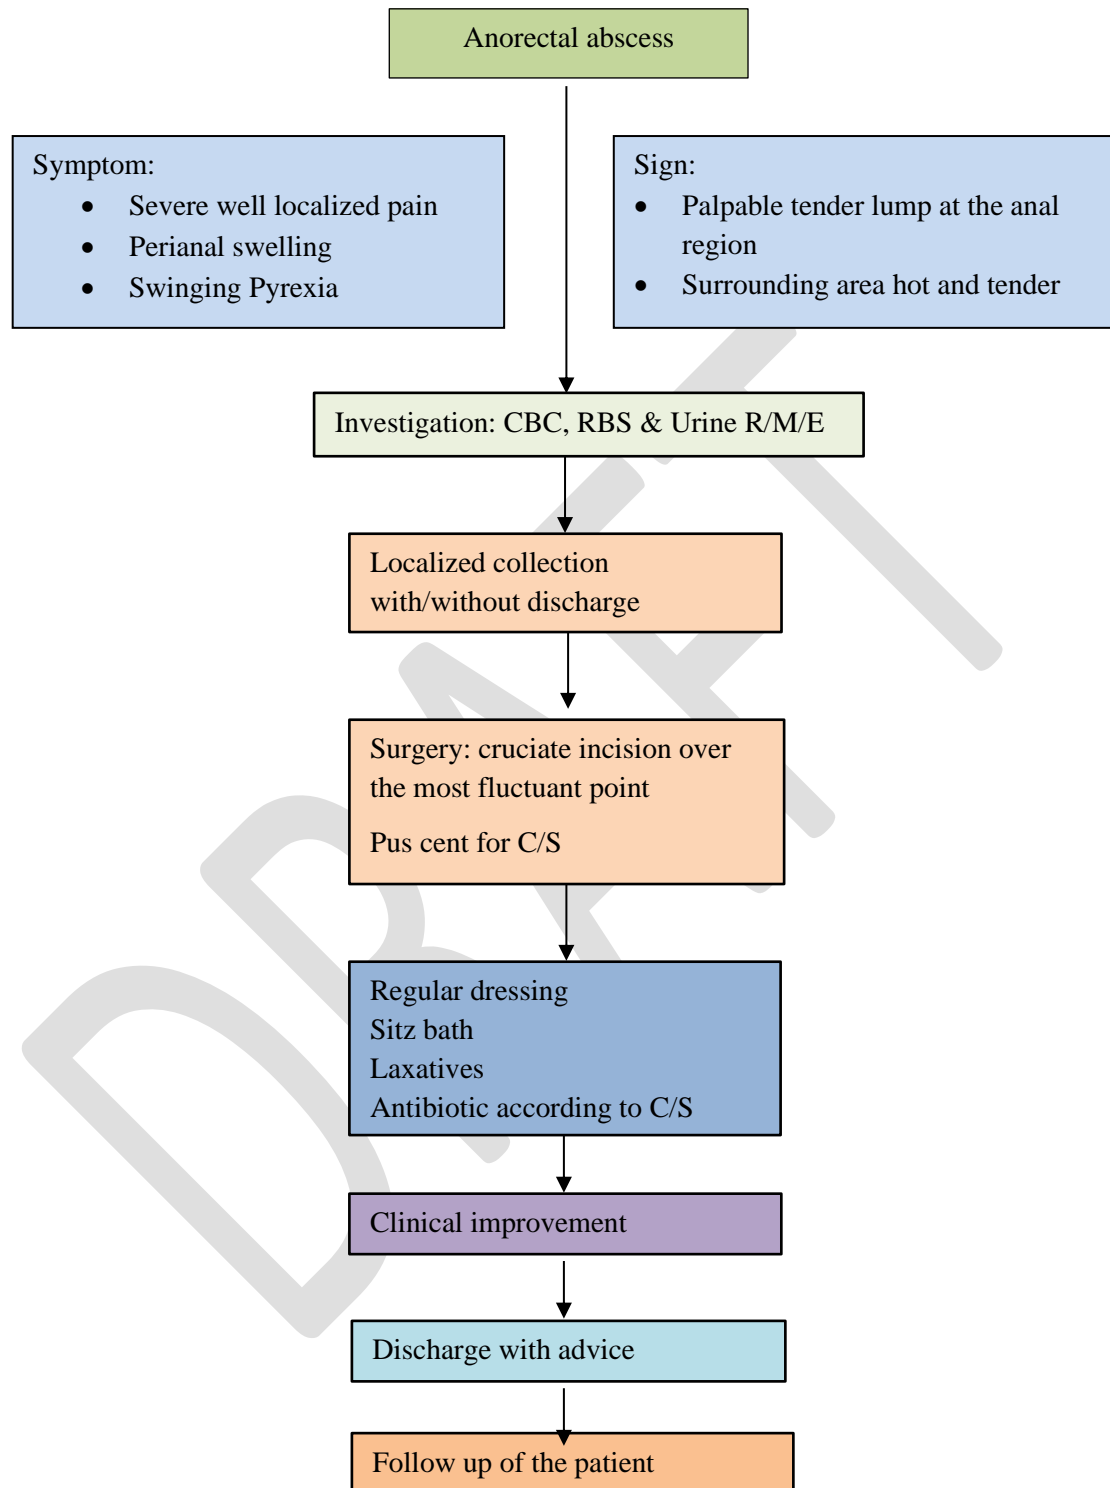 Anorectal abscess
Symptom:
• Severe well localized pain
• Perianal swelling
• Swinging Pyrexia
Sign:
• Palpable tender lump at the anal
region
• Surrounding area hot and tender
Investigation: CBC, RBS & Urine R/M/E
Localized collection
with/without discharge
Surgery: cruciate incision over
the most fluctuant point
Pus cent for C/S
Regular dressing
Sitz bath
Laxatives
Antibiotic according to C/S
Clinical improvement
Discharge with advice
Follow up of the patient
DRAFT